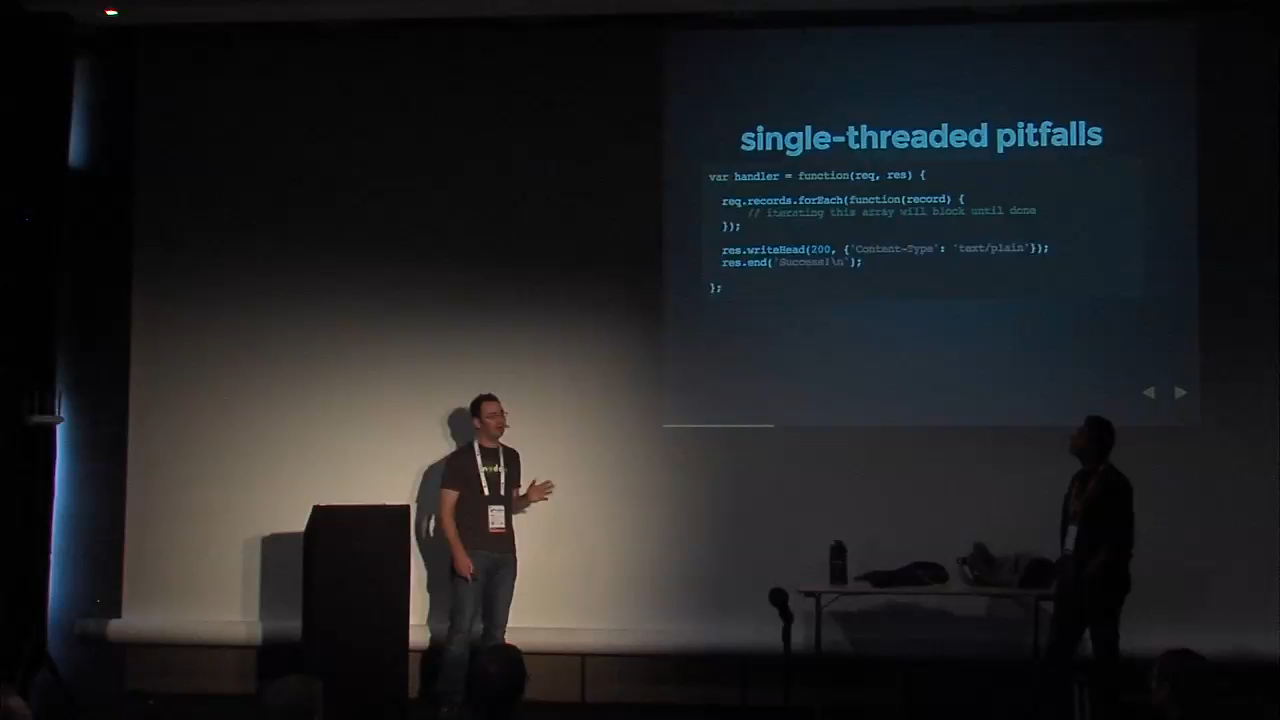 single-threaded pitfalls
var handler = function(req, res) {
req.records.forEach(function(record) {
// iterating this array will block until done
});
res.writeHead(200, {'Content-Type': 'text/plain'});
res.end('Success!\n');
};